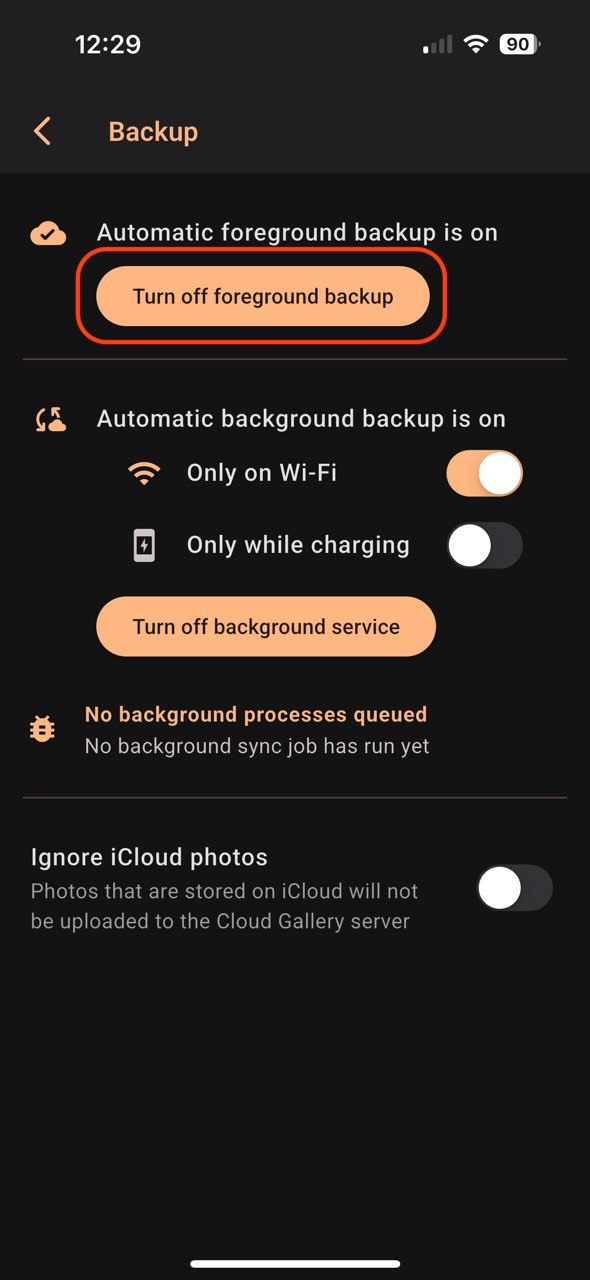 12:29
90
Backup
Automatic foreground backup is on
Turn off foreground backup
Automatic background backup is on
Only on Wi-Fi
Only while charging
Turn off background service
No background processes queued
No background sync job has run yet
Ignore iCloud photos
Photos that are stored on iCloud will not
be uploaded to the Cloud Gallery server